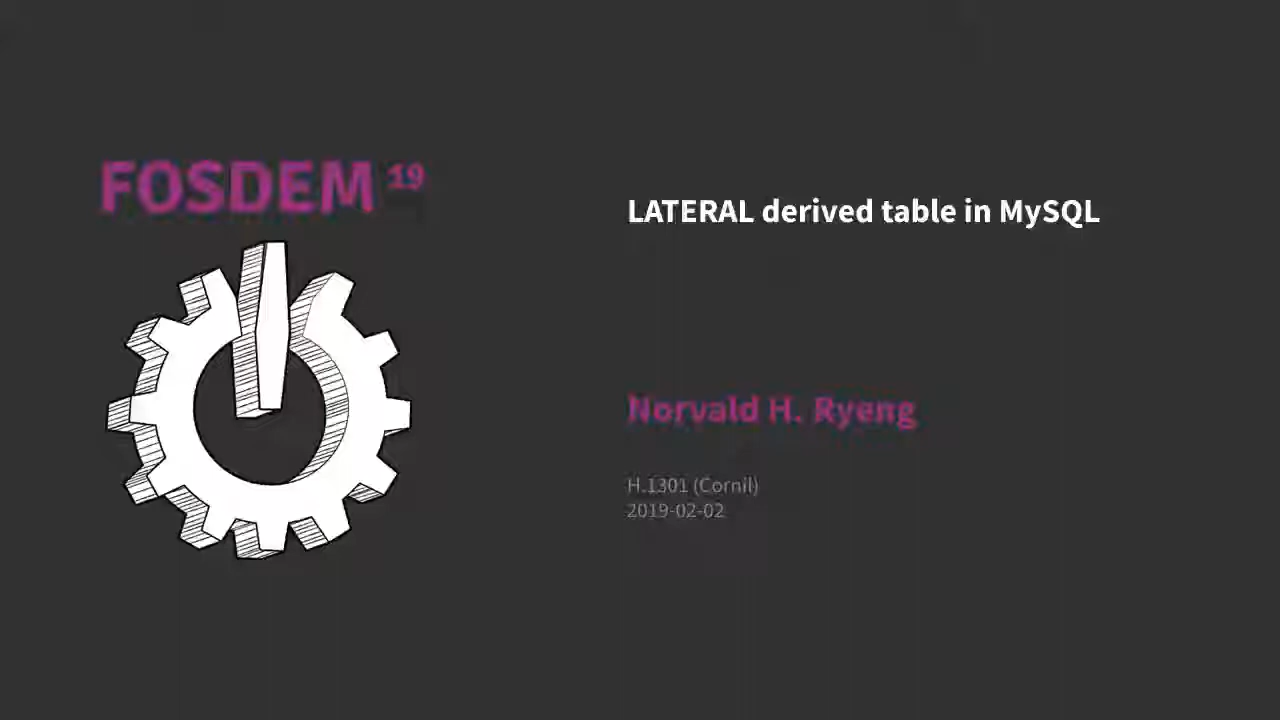 FOSDEM 19
LATERAL derived table in MySQL
Norvald H. Ryeng
H.1301 (Cornil)
2019-02-02